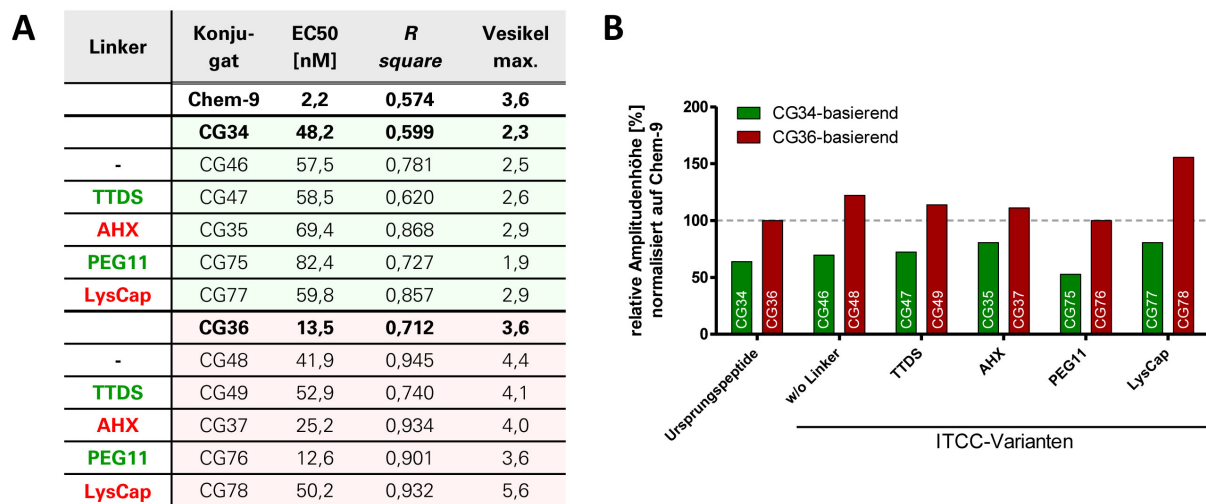 A
Linker Konju-gat EC50 [nM] R square Vesikel max.
Chem-9 2,2 0,574 3,6
CG34 48,2 0,599 2,3
- CG46 57,5 0,781 2,5
TTDS CG47 58,5 0,620 2,6
AHX CG35 69,4 0,868 2,9
PEG11 CG75 82,4 0,727 1,9
LysCap CG77 59,8 0,857 2,9
CG36 13,5 0,712 3,6
- CG48 41,9 0,945 4,4
TTDS CG49 52,9 0,740 4,1
AHX CG37 25,2 0,934 4,0
PEG11 CG76 12,6 0,901 3,6
LysCap CG78 50,2 0,932 5,6
B
relative Amplitudenhöhe [%]
normalisiert auf Chem-9
200
150
100
50
0
CG34-basierend
CG36-basierend
CG34 CG36 CG46 CG48 CG47 CG49 CG35 CG37 CG75 CG76 CG77 CG78
Ursprungspeptide w/o Linker TTDS AHX PEG11 LysCap
ITCC-Varianten